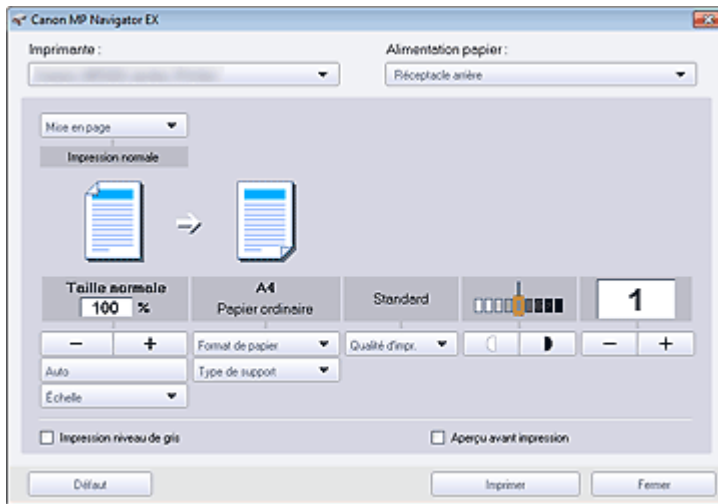 Canon MP Navigator EX
Imprimante :
Alimentation papier :
Réceptacle arrière
Mise en page
Impression normale
Taille normale
100 %
A4
Papier ordinaire
Standard
1
− +
Format de papier
Qualité d'impr.
− +
Auto
Type de support
Échelle
Impression niveau de gris
Aperçu avant impression
Défaut
Imprimer
Fermer